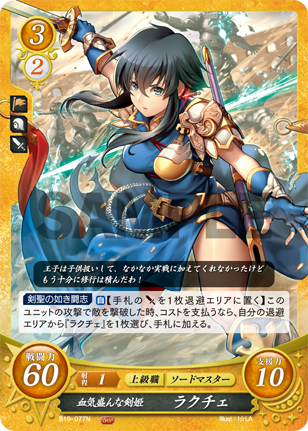 3
2
SAMPLE
王子は子供扱いして、なかなか実戦に加えてくれなかったけど
もう十分に修行は積んだわ！
剣聖の如き闘志 自 【手札の を1枚退避エリアに置く】この
ユニットの攻撃で敵を撃破した時、コストを支払うなら、自分の退避
エリアから『ラクチェ』を1枚選び、手札に加える。
戦闘力 60 射程 1 上級職 ソードマスター 支援力 10
血気盛んな剣姫 ラクチェ
B19-077N